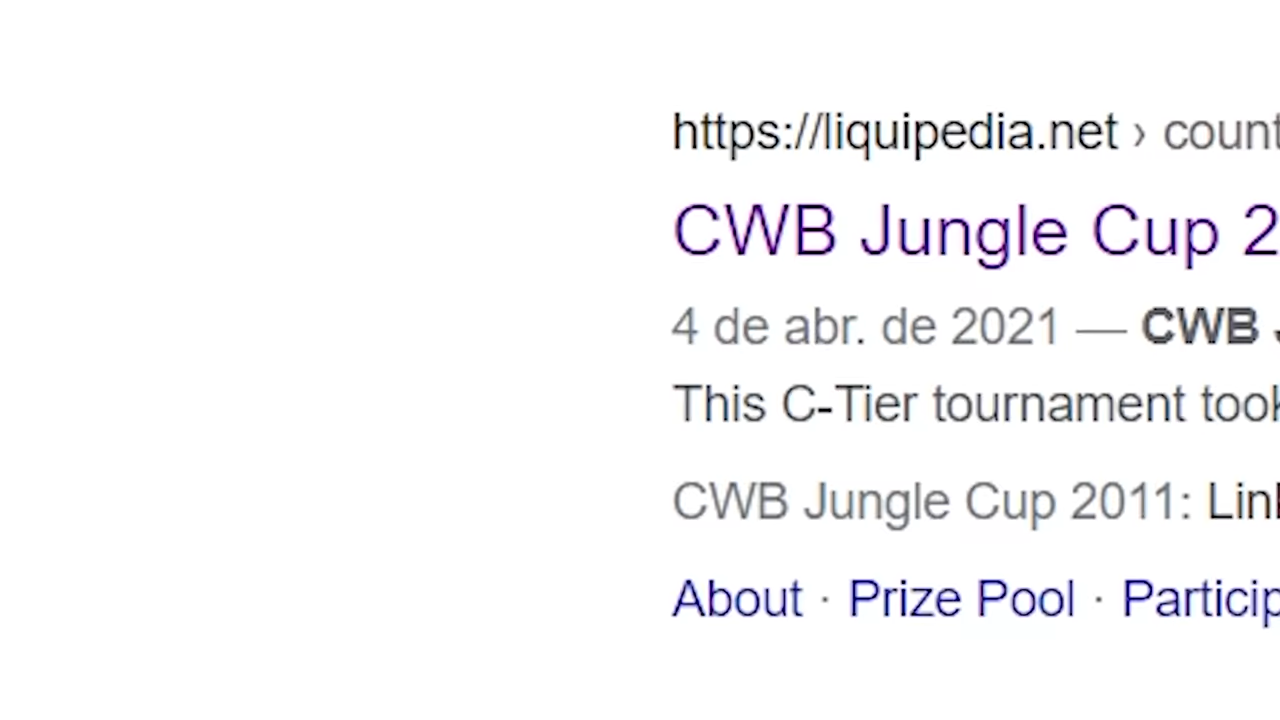 https://liquipedia.net › count
CWB Jungle Cup 2
4 de abr. de 2021 — CWB
This C-Tier tournament took
CWB Jungle Cup 2011: Link
About · Prize Pool · Particip